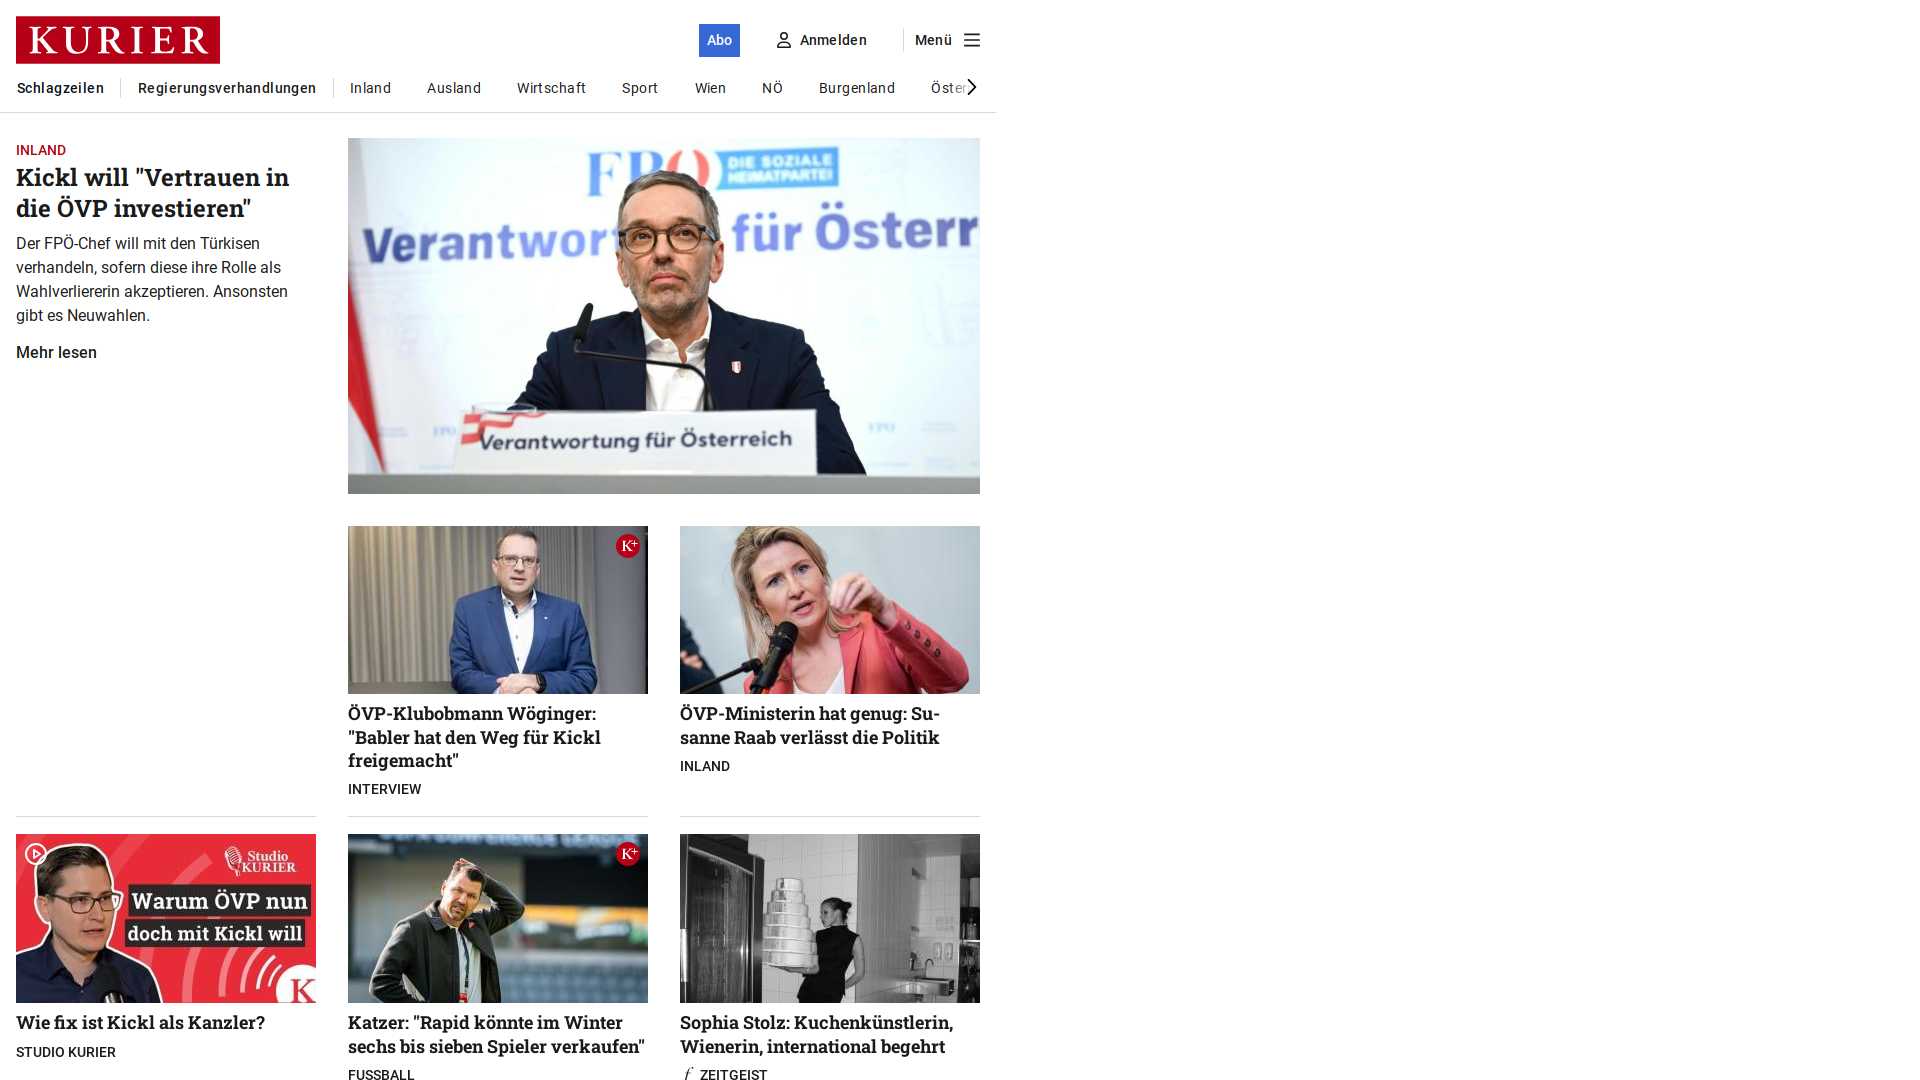 KURIER
Abo
Anmelden
Menü
Schlagzeilen
Regierungsverhandlungen
Inland
Ausland
Wirtschaft
Sport
Wien
NÖ
Burgenland
Öster
INLAND
Kickl will "Vertrauen in
die ÖVP investieren"
Der FPÖ-Chef will mit den Türkisen
verhandeln, sofern diese ihre Rolle als
Wahlverliererin akzeptieren. Ansonsten
gibt es Neuwahlen.
Mehr lesen
FPÖ DIE SOZIALE
HEIMATPARTEI
Verantwort für Österr
Verantwortung für Österreich
FPÖ
K+
ÖVP-Klubobmann Wöginger:
"Babler hat den Weg für Kickl
freigemacht"
INTERVIEW
ÖVP-Ministerin hat genug: Su-
sanne Raab verlässt die Politik
INLAND
Studio
KURIER
Warum ÖVP nun
doch mit Kickl will
K
Wie fix ist Kickl als Kanzler?
STUDIO KURIER
K+
Katzer: "Rapid könnte im Winter
sechs bis sieben Spieler verkaufen"
FUSSBALL
Sophia Stolz: Kuchenkünstlerin,
Wienerin, international begehrt
f ZEITGEIST